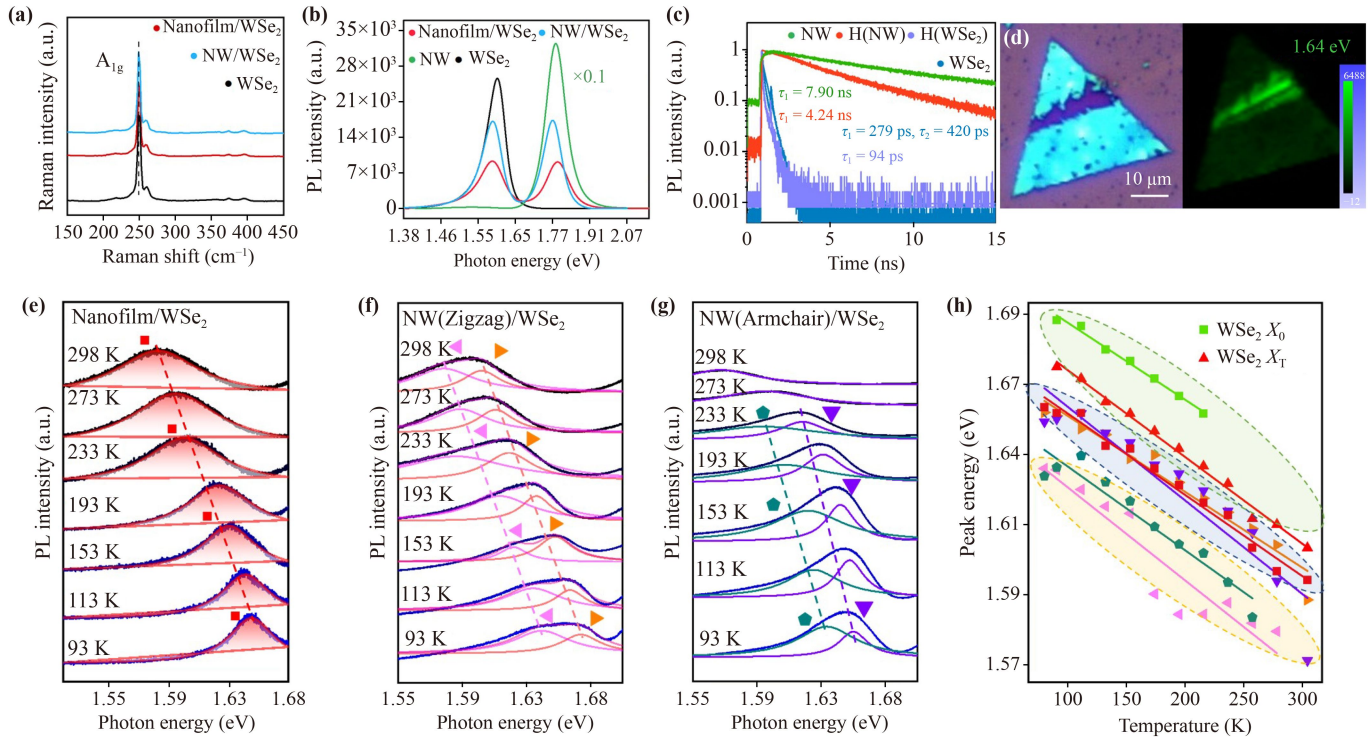 (a)
Nanofilm/WSe₂
NW/WSe₂
WSe₂
A₁g
Raman intensity (a.u.)
150 250 350 450
Raman shift (cm⁻¹)
(b)
Nanofilm/WSe₂ NW/WSe₂
NW WSe₂
×0.1
PL intensity (a.u.)
35×10³
28×10³
21×10³
14×10³
7×10³
0
1.38 1.46 1.55 1.65 1.77 1.91 2.07
Photon energy (eV)
(c)
NW H(NW) H(WSe₂)
WSe₂
τ₁ = 7.90 ns
τ₁ = 4.24 ns
τ₁ = 279 ps, τ₂ = 420 ps
τ₁ = 94 ps
PL intensity (a.u.)
1
0.1
0.01
0.001
0 5 10 15
Time (ns)
(d)
10 μm
1.64 eV
6488
−12
(e)
Nanofilm/WSe₂
298 K
273 K
233 K
193 K
153 K
113 K
93 K
PL intensity (a.u.)
1.55 1.59 1.63 1.68
Photon energy (eV)
(f)
NW(Zigzag)/WSe₂
298 K
273 K
233 K
193 K
153 K
113 K
93 K
PL intensity (a.u.)
1.55 1.59 1.63 1.68
Photon energy (eV)
(g)
NW(Armchair)/WSe₂
298 K
273 K
233 K
193 K
153 K
113 K
93 K
PL intensity (a.u.)
1.55 1.59 1.63 1.68
Photon energy (eV)
(h)
WSe₂ X₀
WSe₂ X_T
Peak energy (eV)
1.69
1.67
1.64
1.61
1.59
1.57
100 150 200 250 300
Temperature (K)